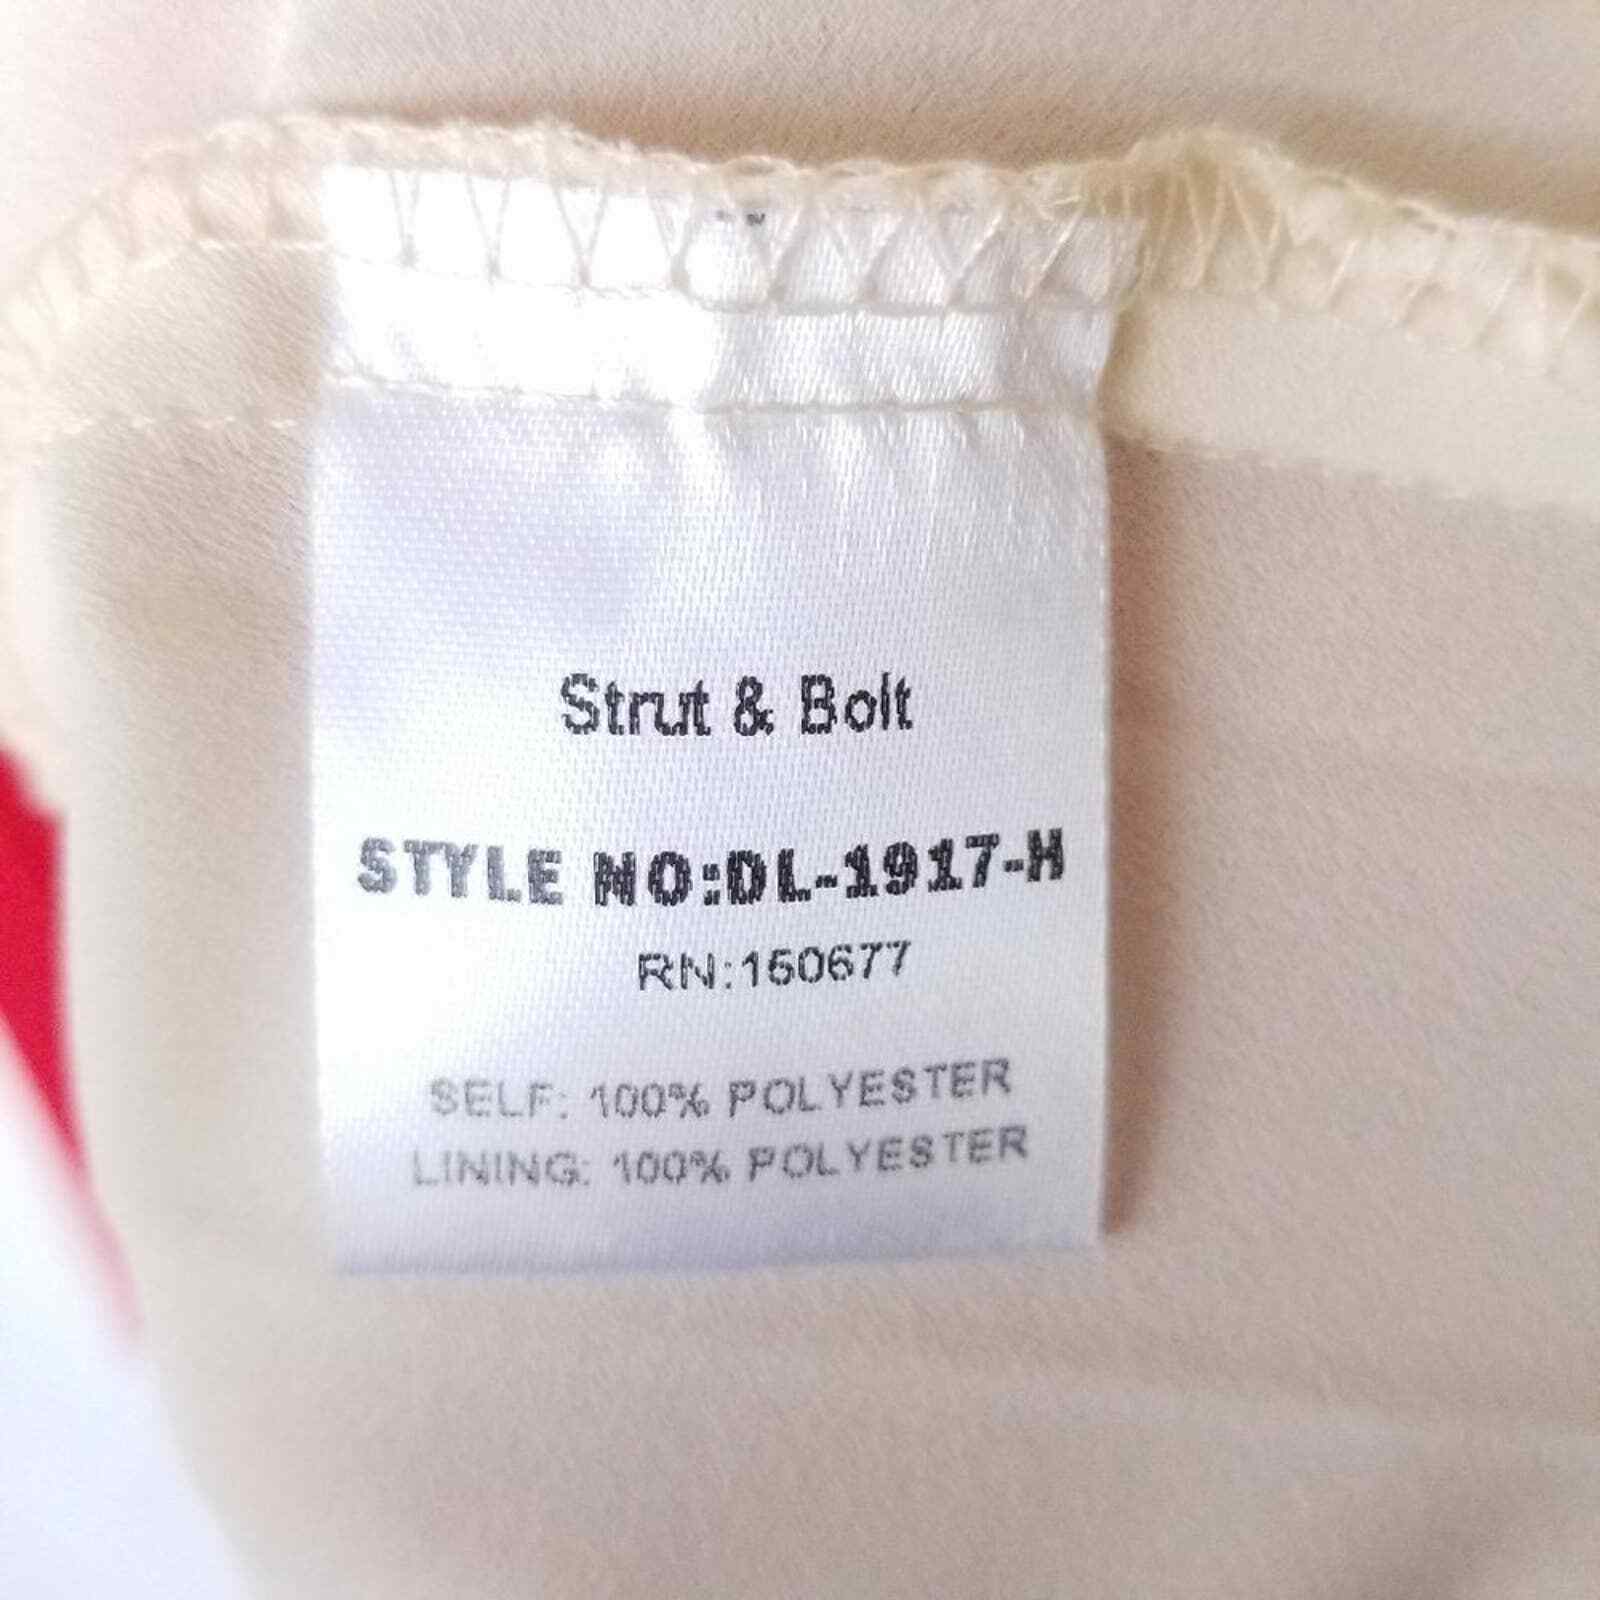 Strut & Bolt
STYLE NO:DL-1917-H
RN:150677
SELF: 100% POLYESTER
LINING: 100% POLYESTER